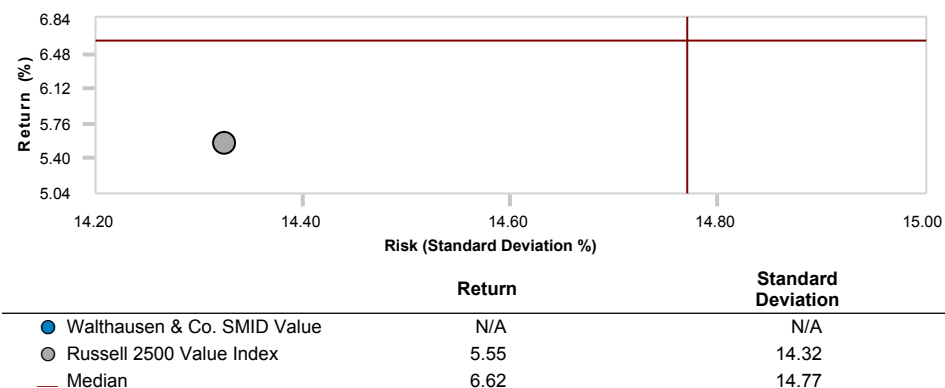 6.84
6.48
6.12
5.76
5.40
5.04
Return (%)
14.20 14.40 14.60 14.80 15.00
Risk (Standard Deviation %)
Return Standard Deviation
Walthausen & Co. SMID Value N/A N/A
Russell 2500 Value Index 5.55 14.32
Median 6.62 14.77